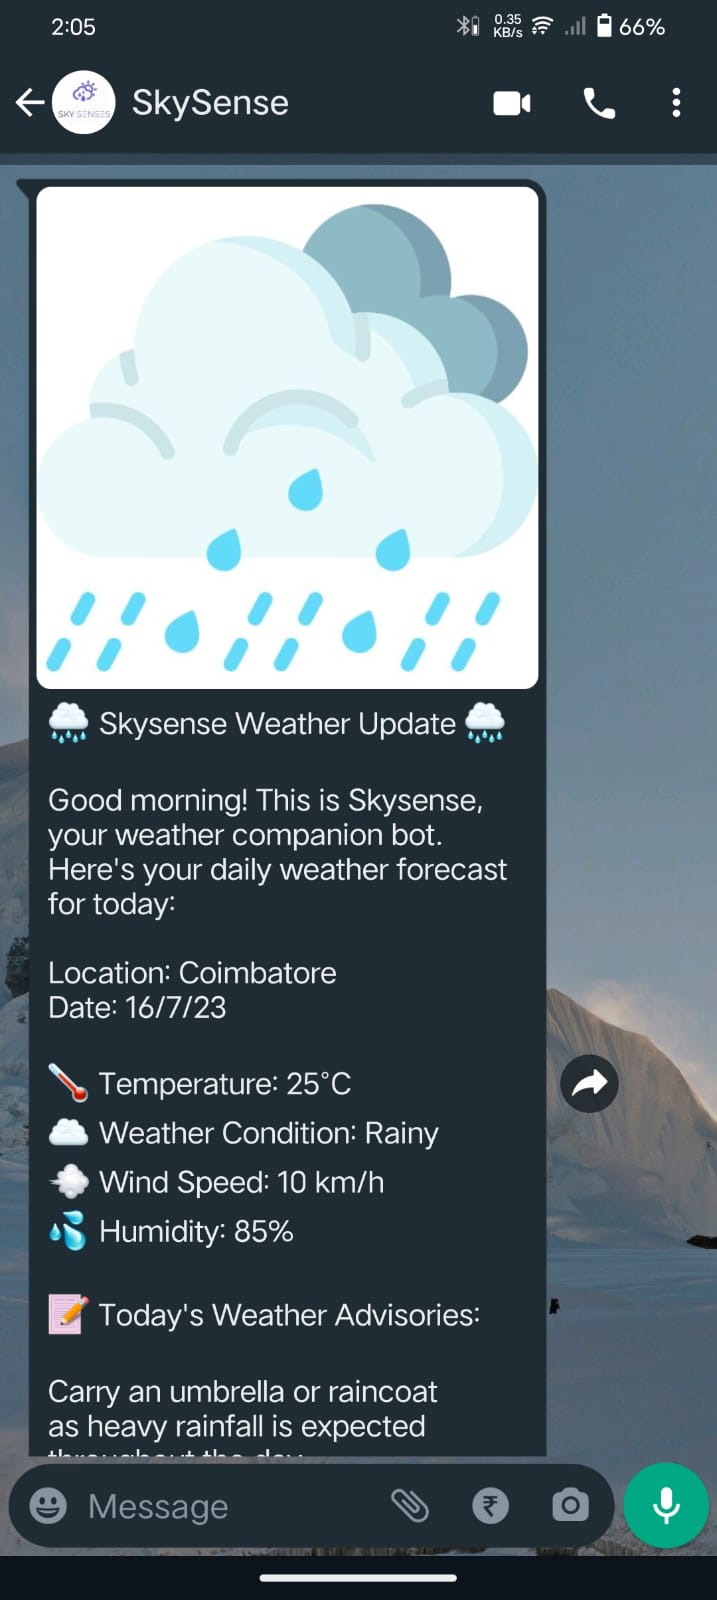 2:05
0.35
KB/s
66%
SKY SENSES
SkySense
Skysense Weather Update
Good morning! This is Skysense,
your weather companion bot.
Here's your daily weather forecast
for today:
Location: Coimbatore
Date: 16/7/23
Temperature: 25°C
Weather Condition: Rainy
Wind Speed: 10 km/h
Humidity: 85%
Today's Weather Advisories:
Carry an umbrella or raincoat
as heavy rainfall is expected
throughout the day
Message
₹